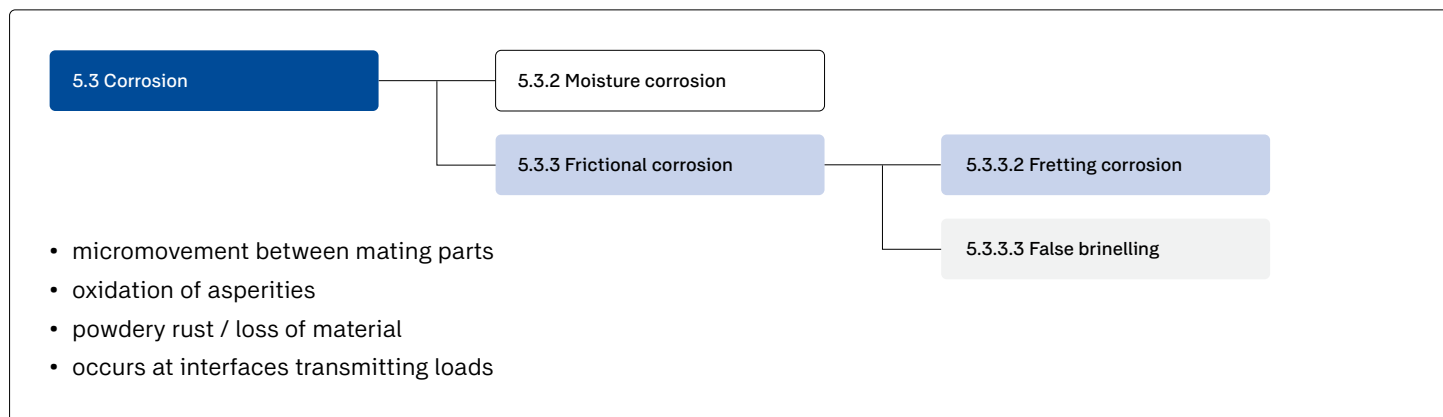 5.3 Corrosion
5.3.2 Moisture corrosion
5.3.3 Frictional corrosion
5.3.3.2 Fretting corrosion
5.3.3.3 False brinelling
• micromovement between mating parts
• oxidation of asperities
• powdery rust / loss of material
• occurs at interfaces transmitting loads